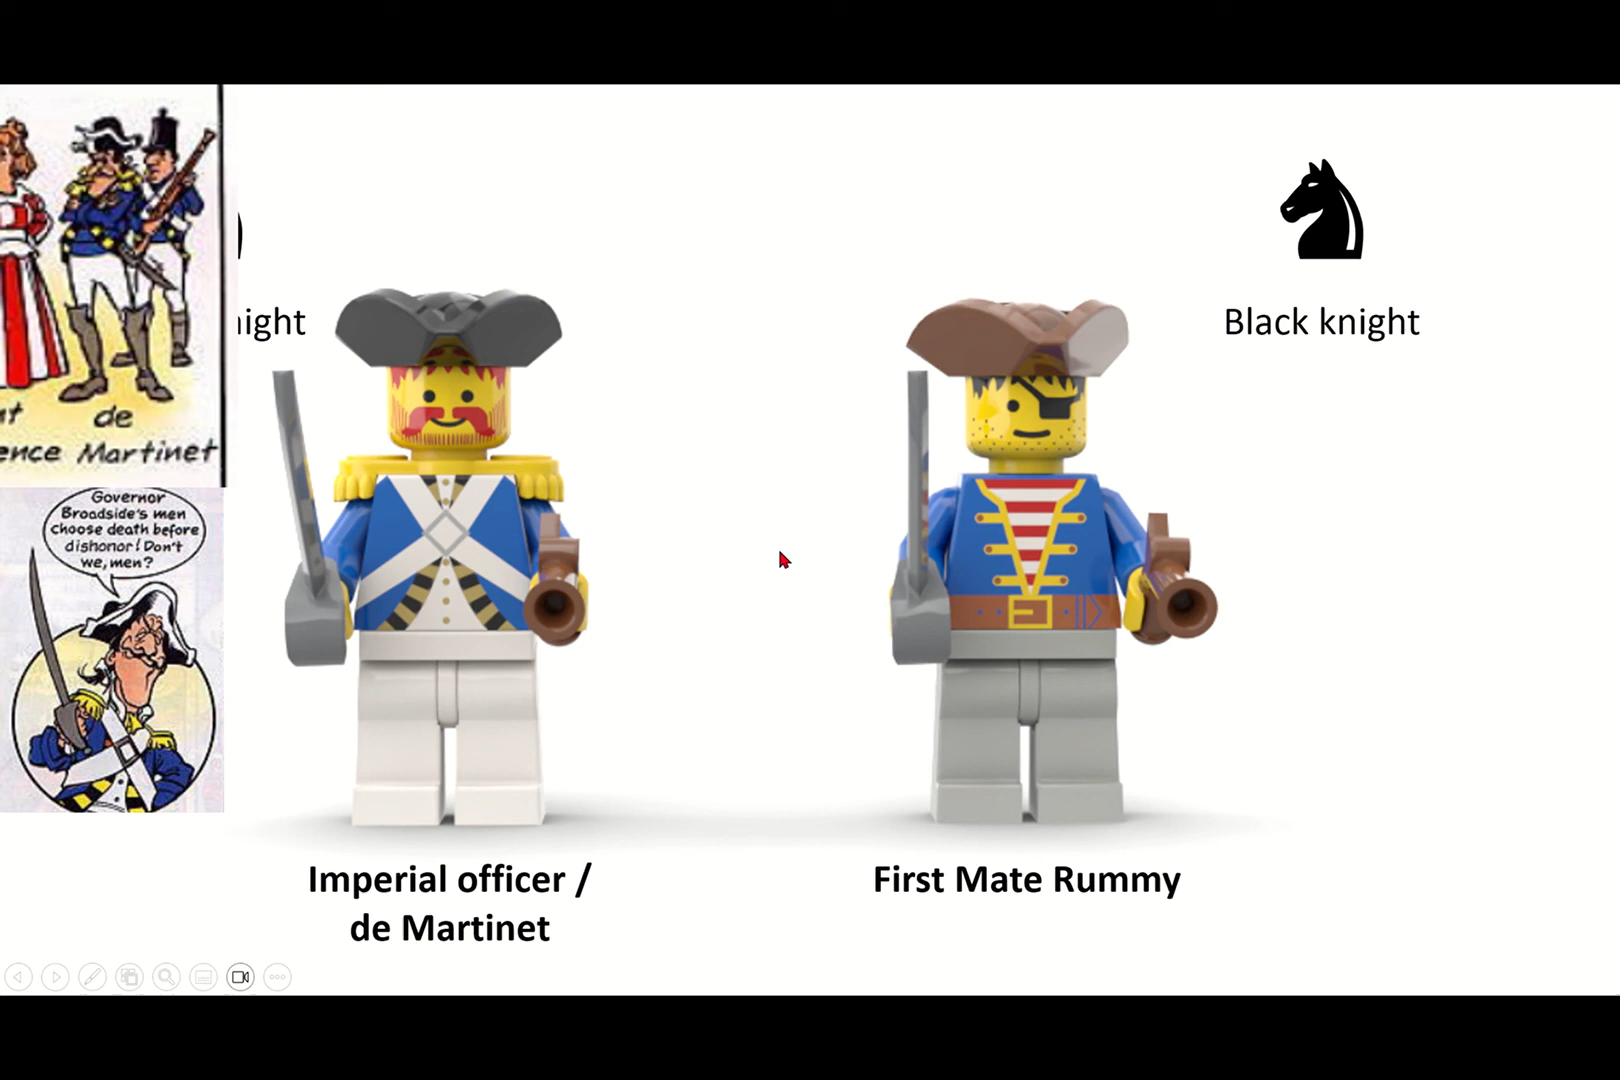 de
Martinet
Governor
Broadside's men
choose death before
dishonor! Don't
we, men?
Black knight
Imperial officer /
de Martinet
First Mate Rummy